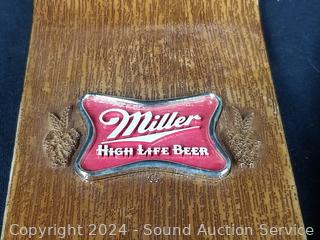 Miller
HIGH LIFE BEER
Copyright 2024 - Sound Auction Service